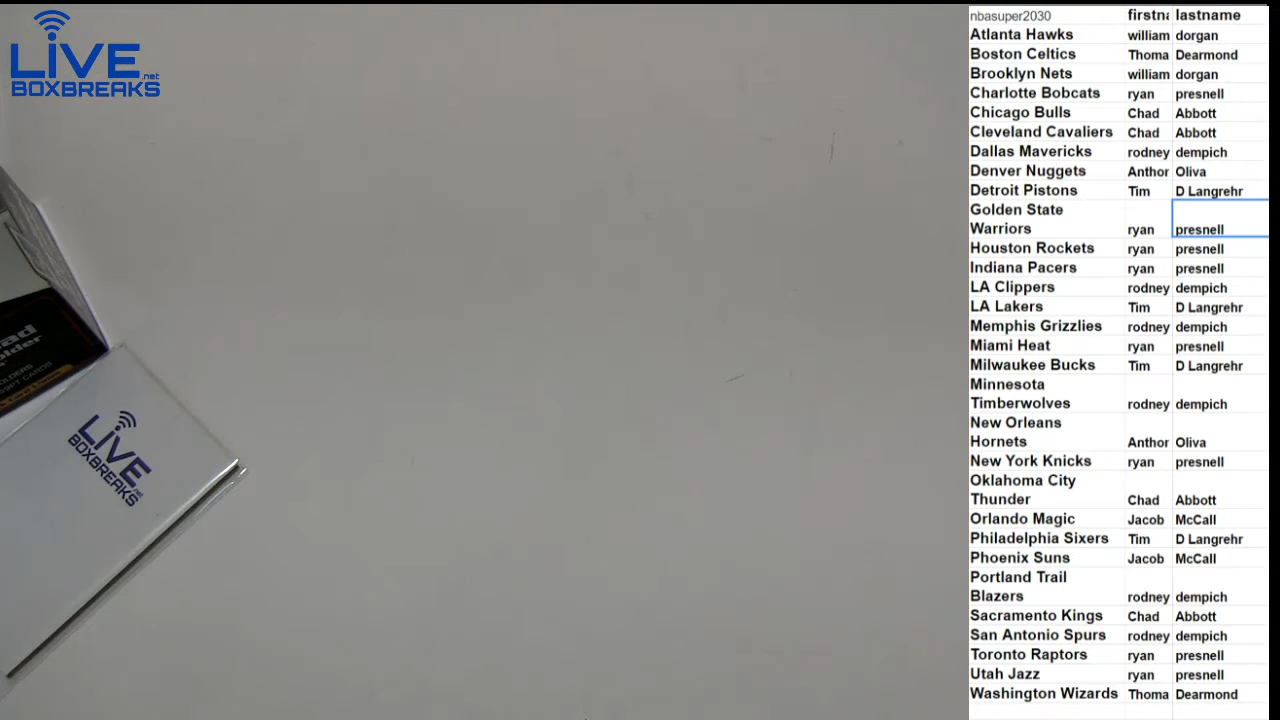 LIVE.net
BOXBREAKS
ad
older
OLDERS
LIVE.net
BOXBREAKS
nbasuper2030 firstna lastname
Atlanta Hawks william dorgan
Boston Celtics Thoma Dearmond
Brooklyn Nets william dorgan
Charlotte Bobcats ryan presnell
Chicago Bulls Chad Abbott
Cleveland Cavaliers Chad Abbott
Dallas Mavericks rodney dempich
Denver Nuggets Anthor Oliva
Detroit Pistons Tim D Langrehr
Golden State
Warriors ryan presnell
Houston Rockets ryan presnell
Indiana Pacers ryan presnell
LA Clippers rodney dempich
LA Lakers Tim D Langrehr
Memphis Grizzlies rodney dempich
Miami Heat ryan presnell
Milwaukee Bucks Tim D Langrehr
Minnesota
Timberwolves rodney dempich
New Orleans
Hornets Anthor Oliva
New York Knicks ryan presnell
Oklahoma City
Thunder Chad Abbott
Orlando Magic Jacob McCall
Philadelphia Sixers Tim D Langrehr
Phoenix Suns Jacob McCall
Portland Trail
Blazers rodney dempich
Sacramento Kings Chad Abbott
San Antonio Spurs rodney dempich
Toronto Raptors ryan presnell
Utah Jazz ryan presnell
Washington Wizards Thoma Dearmond